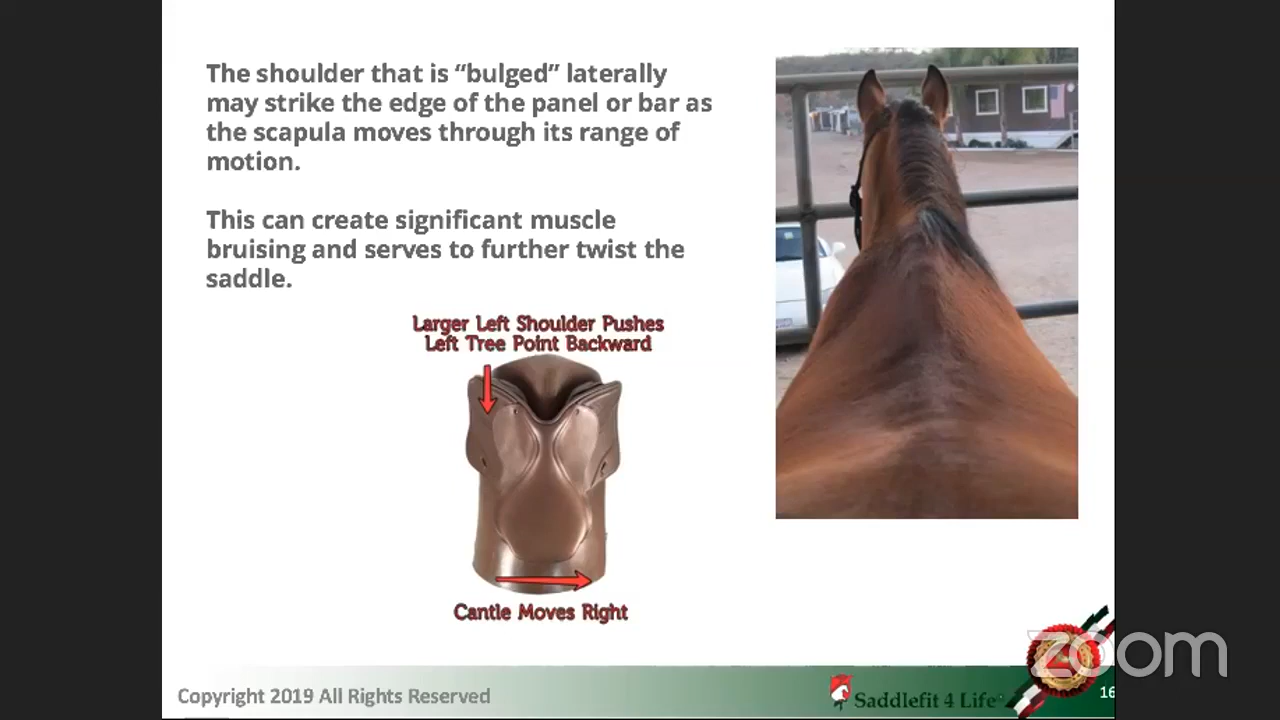 The shoulder that is “bulged” laterally
may strike the edge of the panel or bar as
the scapula moves through its range of
motion.
This can create significant muscle
bruising and serves to further twist the
saddle.
Larger Left Shoulder Pushes
Left Tree Point Backward
Cantle Moves Right
zoom
Copyright 2019 All Rights Reserved
Saddlefit 4 Life
16